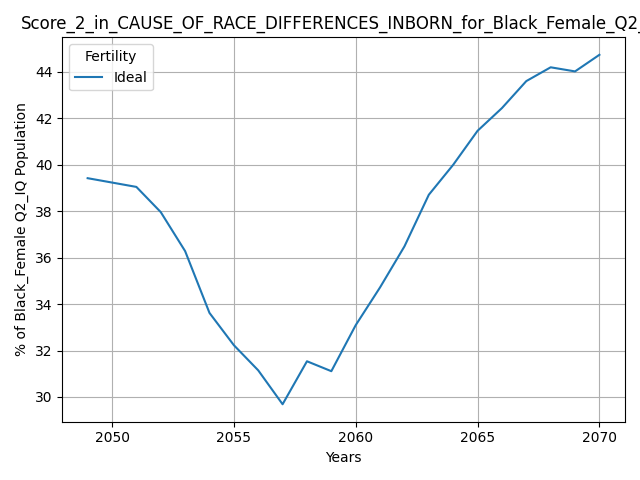 Score_2_in_CAUSE_OF_RACE_DIFFERENCES_INBORN_for_Black_Female_Q2_
Fertility
Ideal
% of Black_Female Q2_IQ Population
44
42
40
38
36
34
32
30
2050 2055 2060 2065 2070
Years